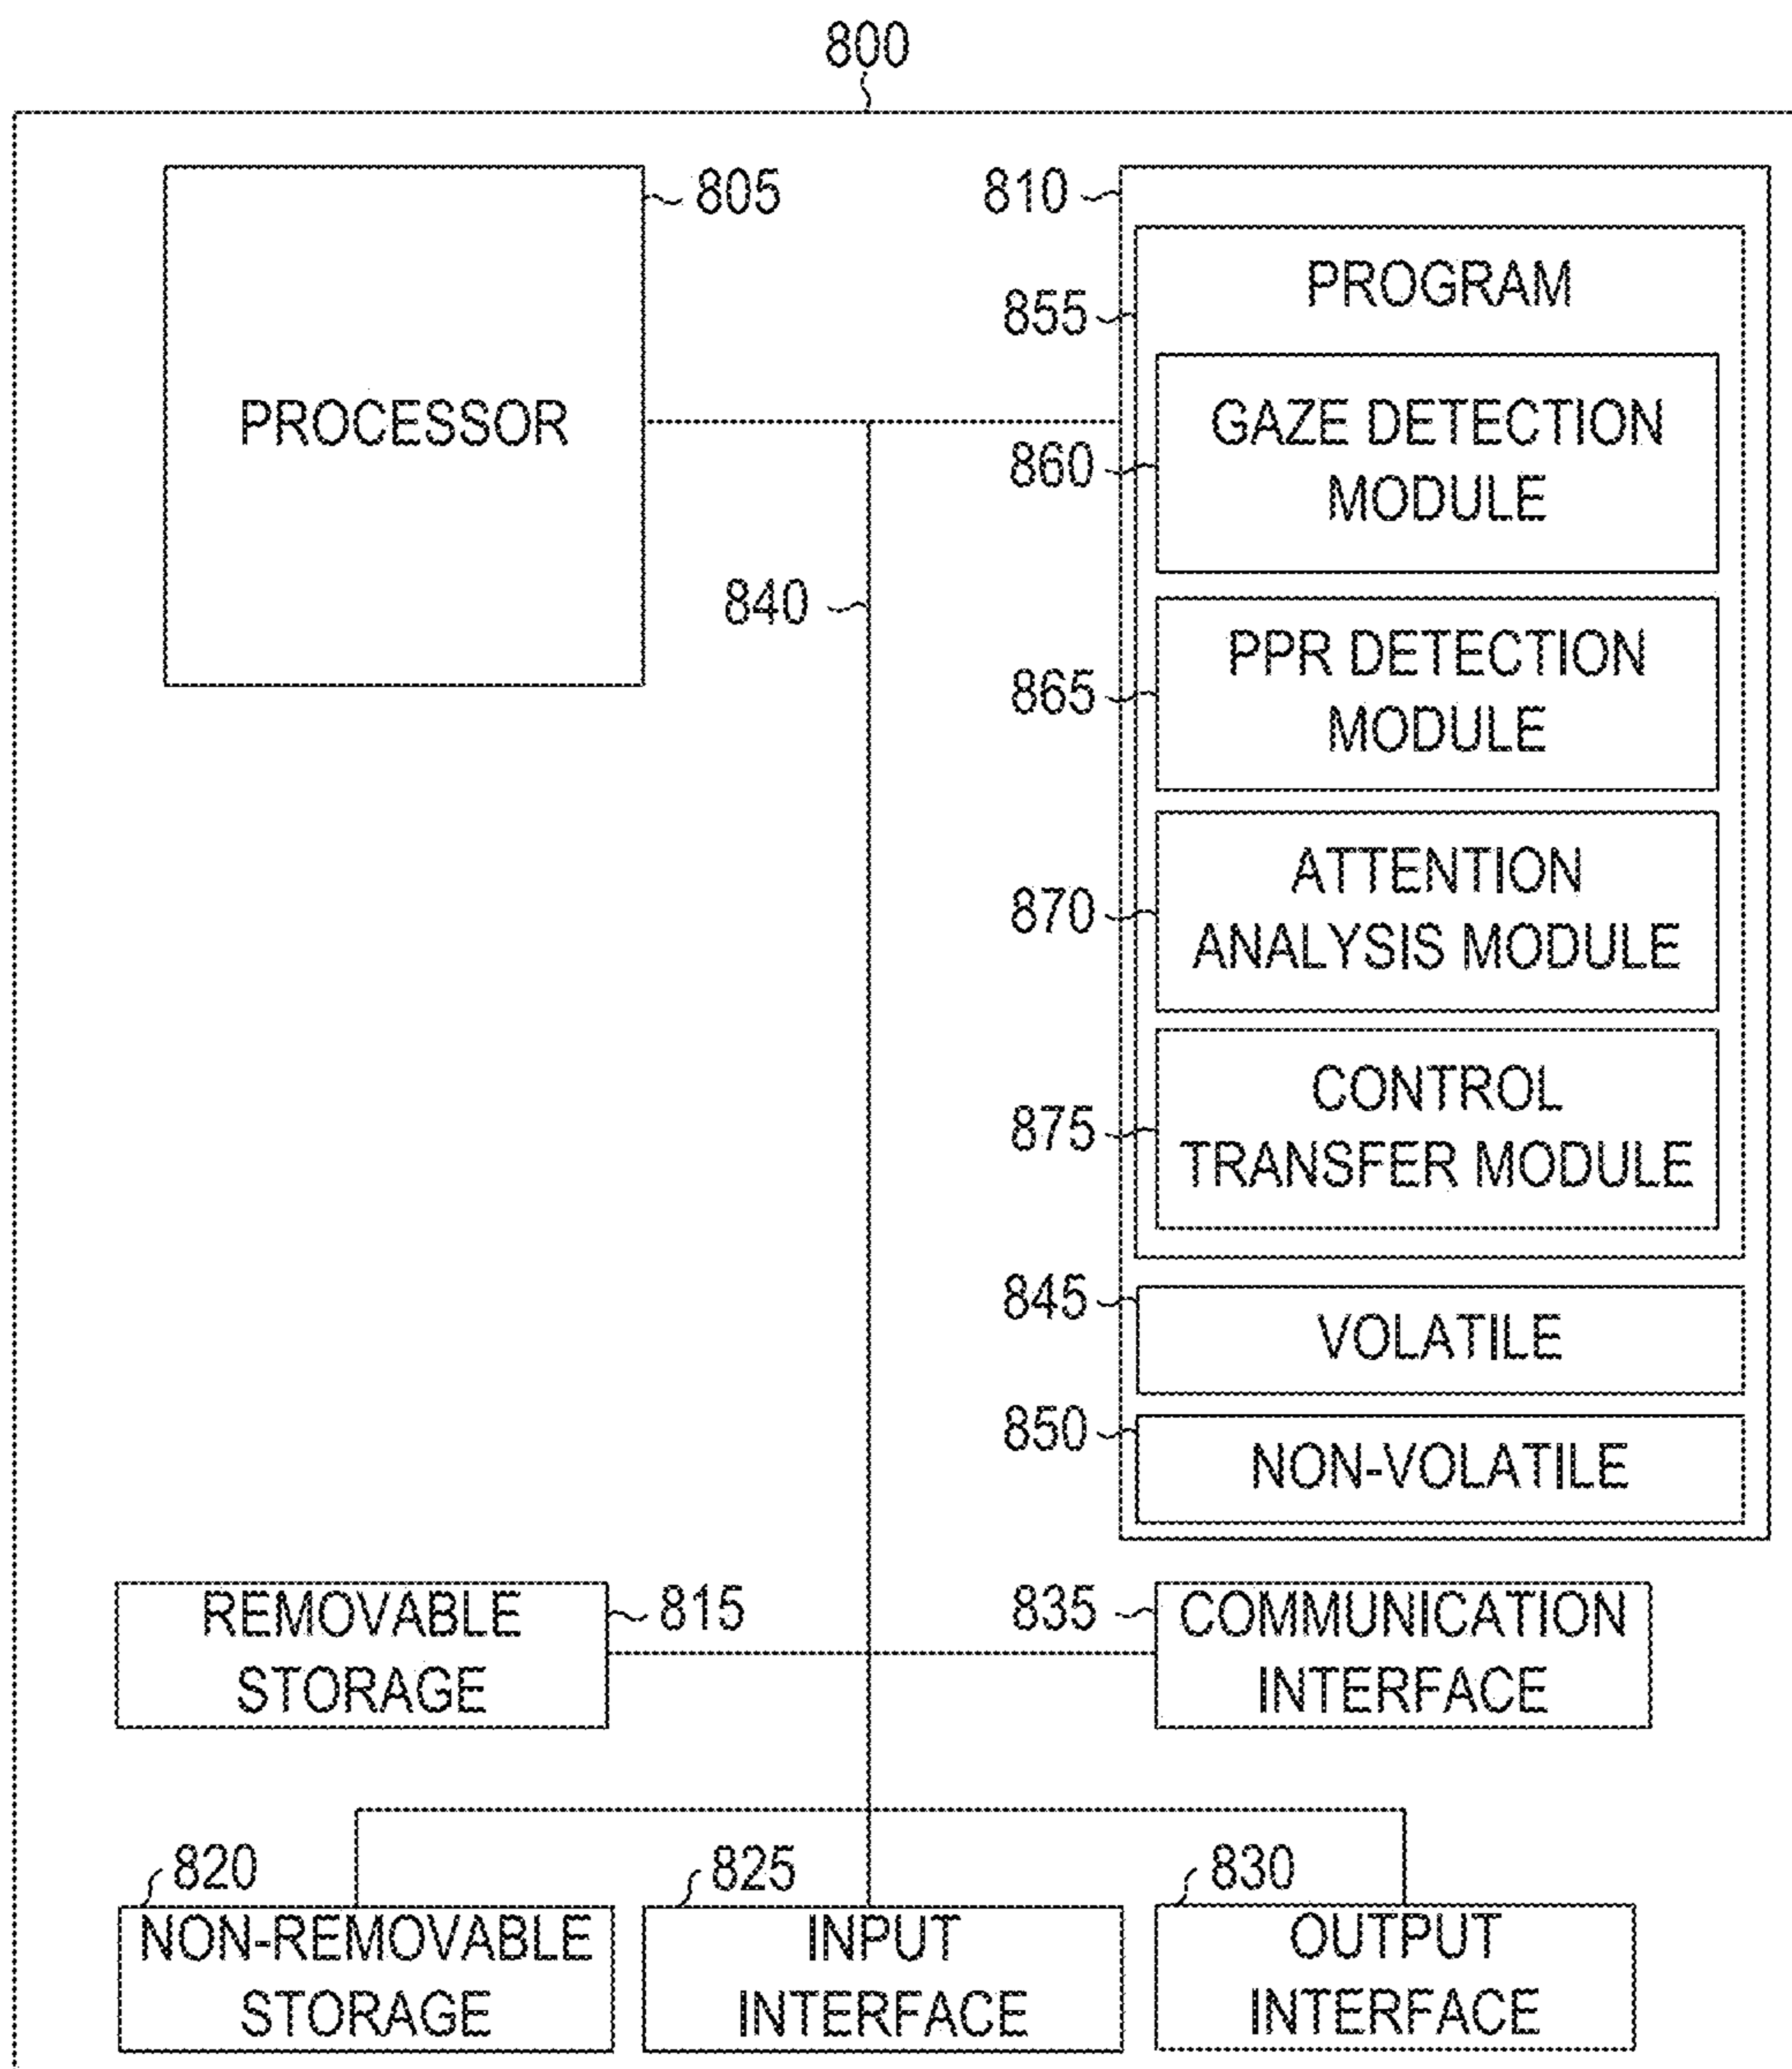 800
805
810
PROGRAM
855
PROCESSOR
GAZE DETECTION
MODULE
860
840
PPR DETECTION
MODULE
865
ATTENTION
ANALYSIS MODULE
870
CONTROL
TRANSFER MODULE
875
845
VOLATILE
850
NON-VOLATILE
REMOVABLE
STORAGE
815
835
COMMUNICATION
INTERFACE
820
NON-REMOVABLE
STORAGE
825
INPUT
INTERFACE
830
OUTPUT
INTERFACE